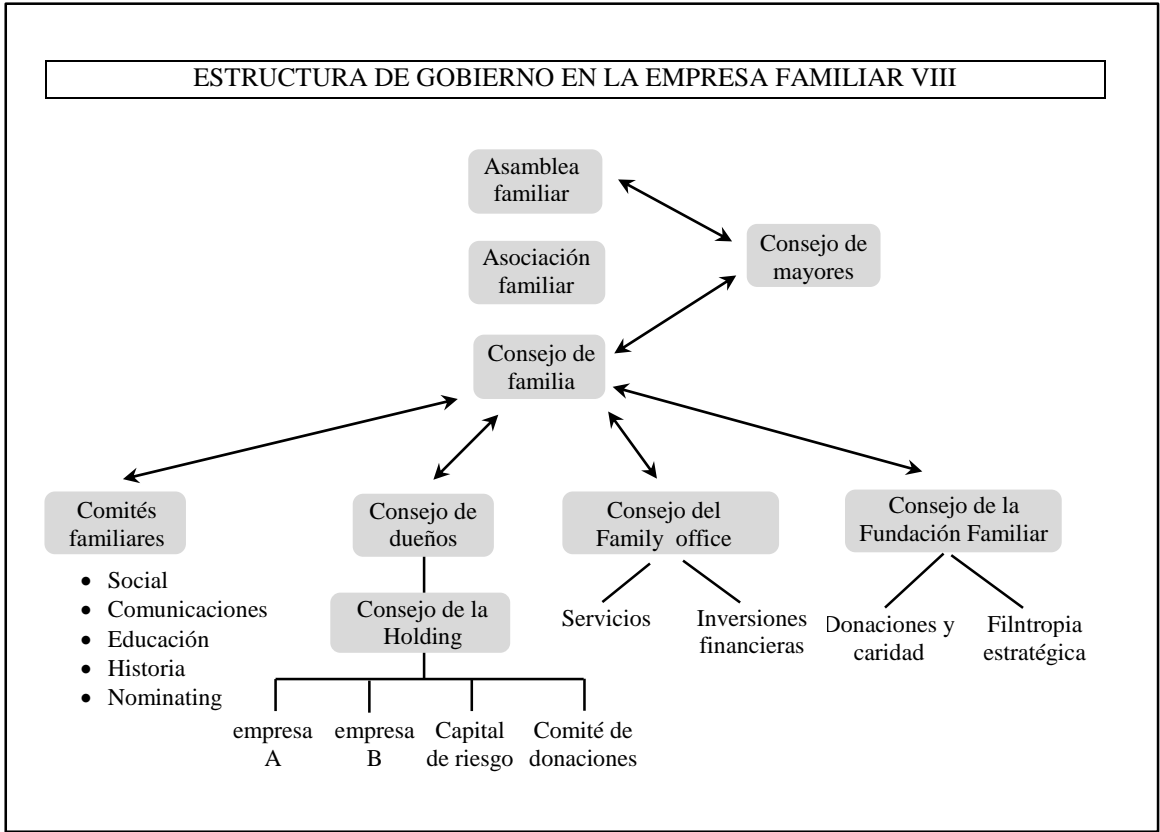 ESTRUCTURA DE GOBIERNO EN LA EMPRESA FAMILIAR VIII
Asamblea
familiar
Consejo de
mayores
Asociación
familiar
Consejo de
familia
Comités
familiares
• Social
• Comunicaciones
• Educación
• Historia
• Nominating
Consejo de
dueños
Consejo de la
Holding
empresa
A
empresa
B
Capital
de riesgo
Comité de
donaciones
Consejo del
Family office
Servicios
Inversiones
financieras
Consejo de la
Fundación Familiar
Donaciones y
caridad
Filntropia
estratégica